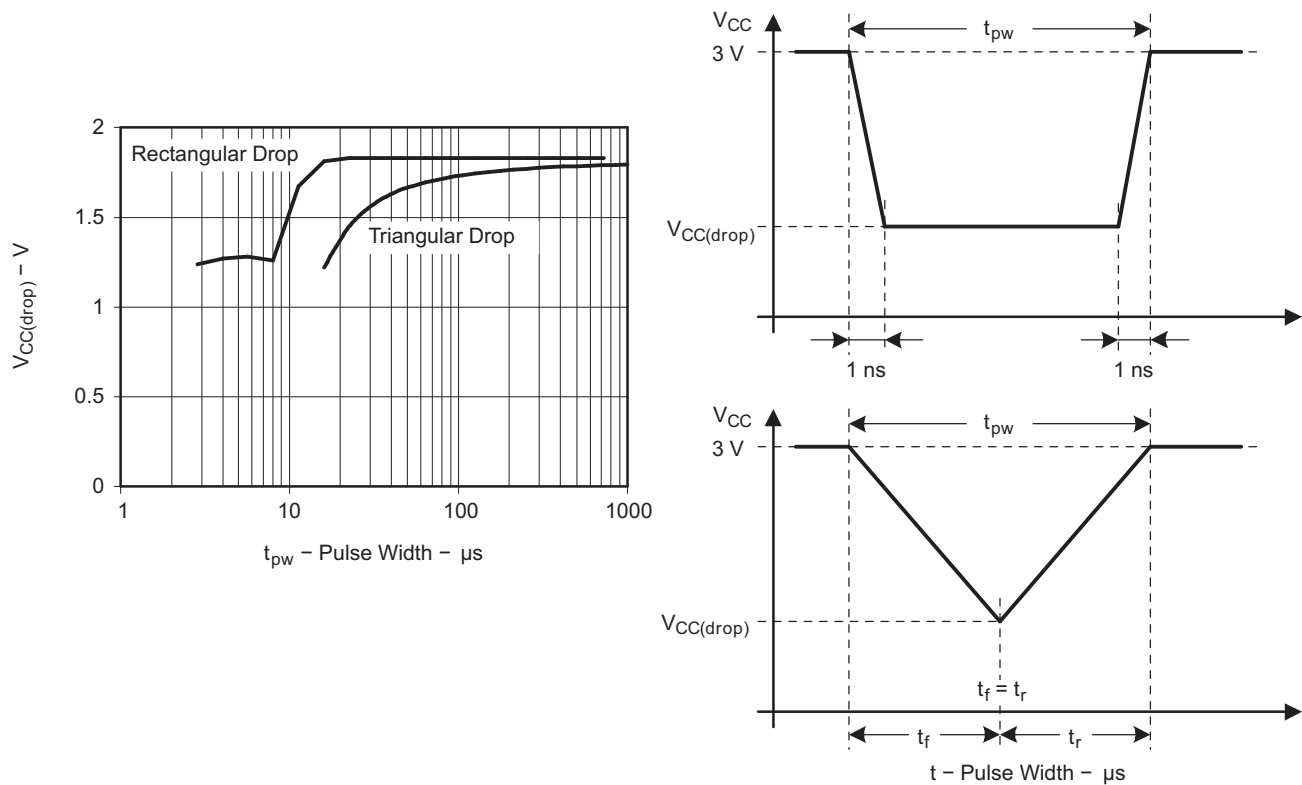 2
1.5
1
0.5
0
VCC(drop) − V
Rectangular Drop
Triangular Drop
1
10
100
1000
tpw − Pulse Width − μs
VCC
3 V
tpw
VCC(drop)
1 ns
1 ns
VCC
3 V
tpw
VCC(drop)
tf = tr
tf
tr
t − Pulse Width − μs